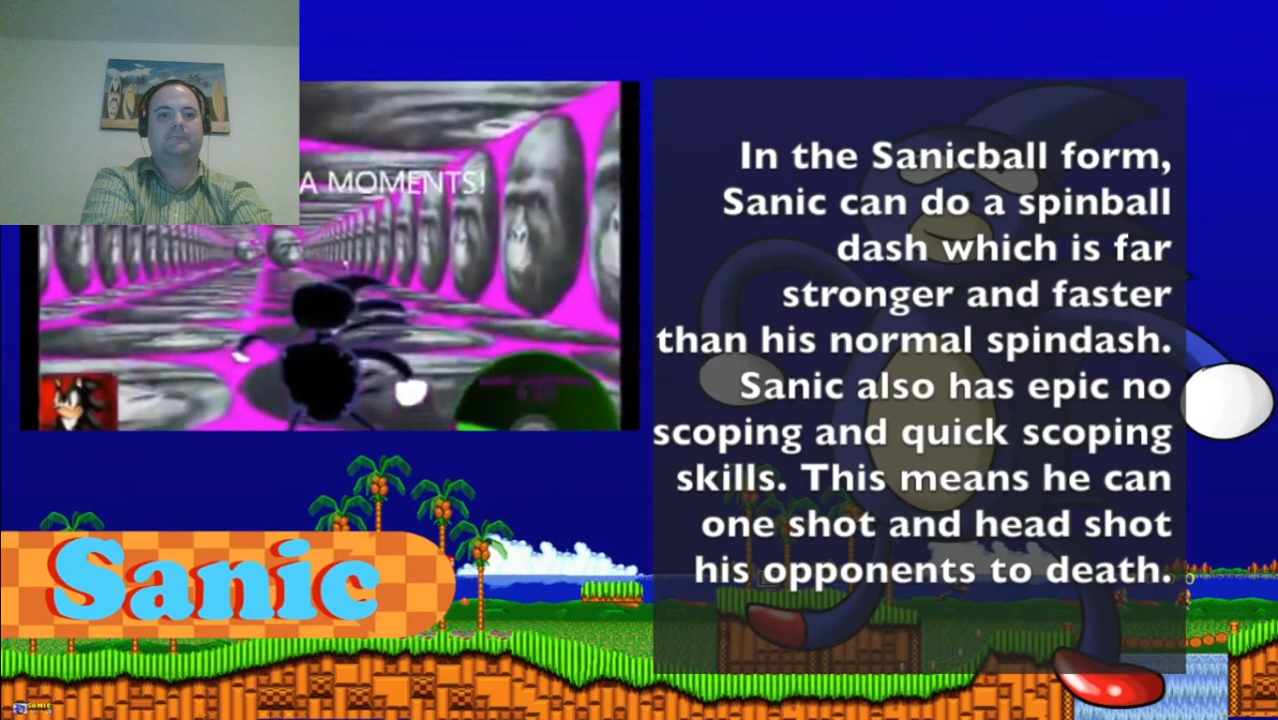 A MOMENTS!
In the Sanicball form,
Sanic can do a spinball
dash which is far
stronger and faster
than his normal spindash.
Sanic also has epic no
scoping and quick scoping
skills. This means he can
one shot and head shot
his opponents to death.
Sanic
SONIC